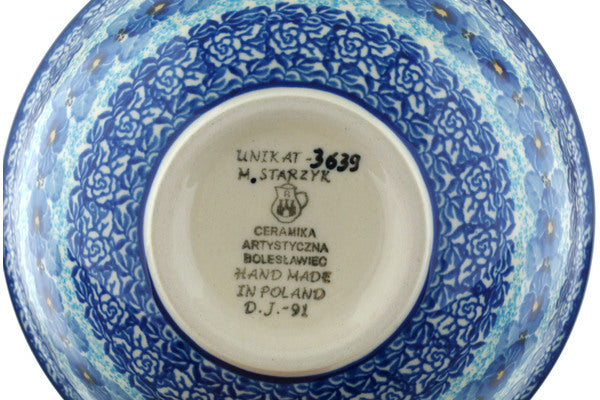 UNIKAT-3639
M. STARZYK
CERAMIKA
ARTYSTYCZNA
BOLESŁAWIEC
HAND MADE
IN POLAND
D.J.-91